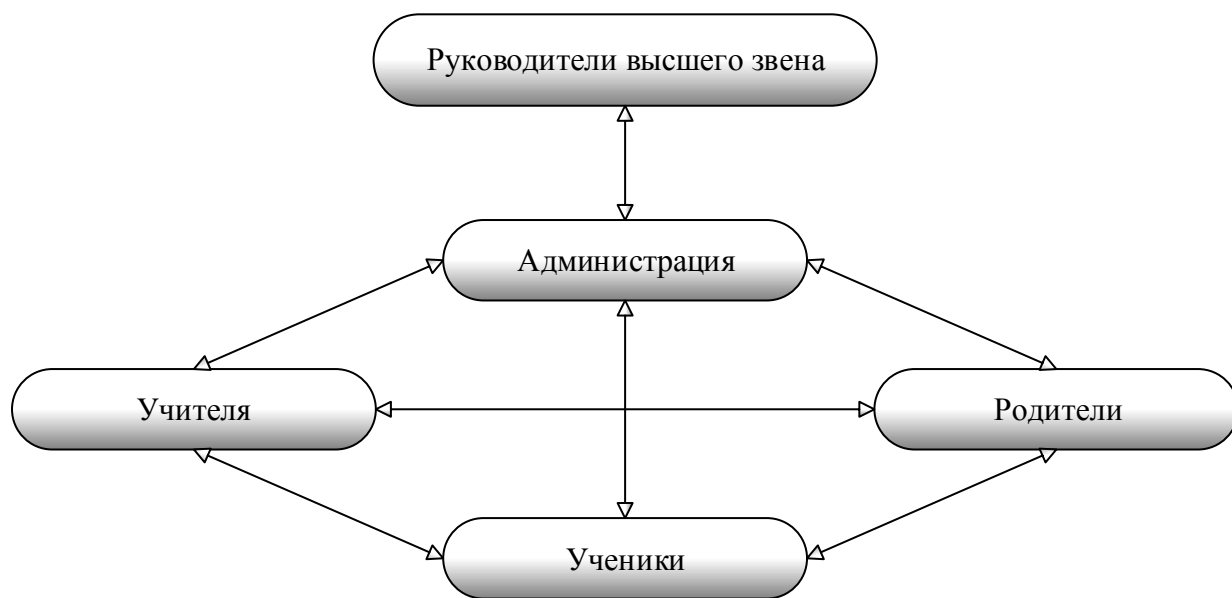 Руководители высшего звена
Администрация
Учителя
Родители
Ученики